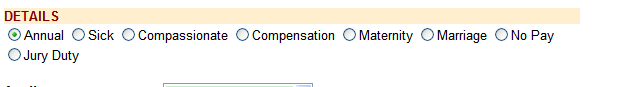 DETAILS
Annual Sick Compassionate Compensation Maternity Marriage No Pay
Jury Duty